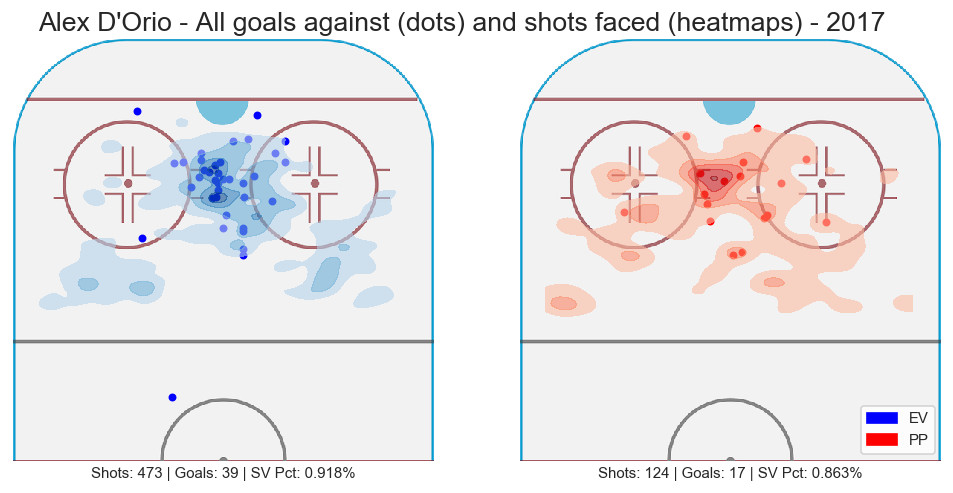 Alex D'Orio - All goals against (dots) and shots faced (heatmaps) - 2017
EV
PP
Shots: 473 | Goals: 39 | SV Pct: 0.918%
Shots: 124 | Goals: 17 | SV Pct: 0.863%